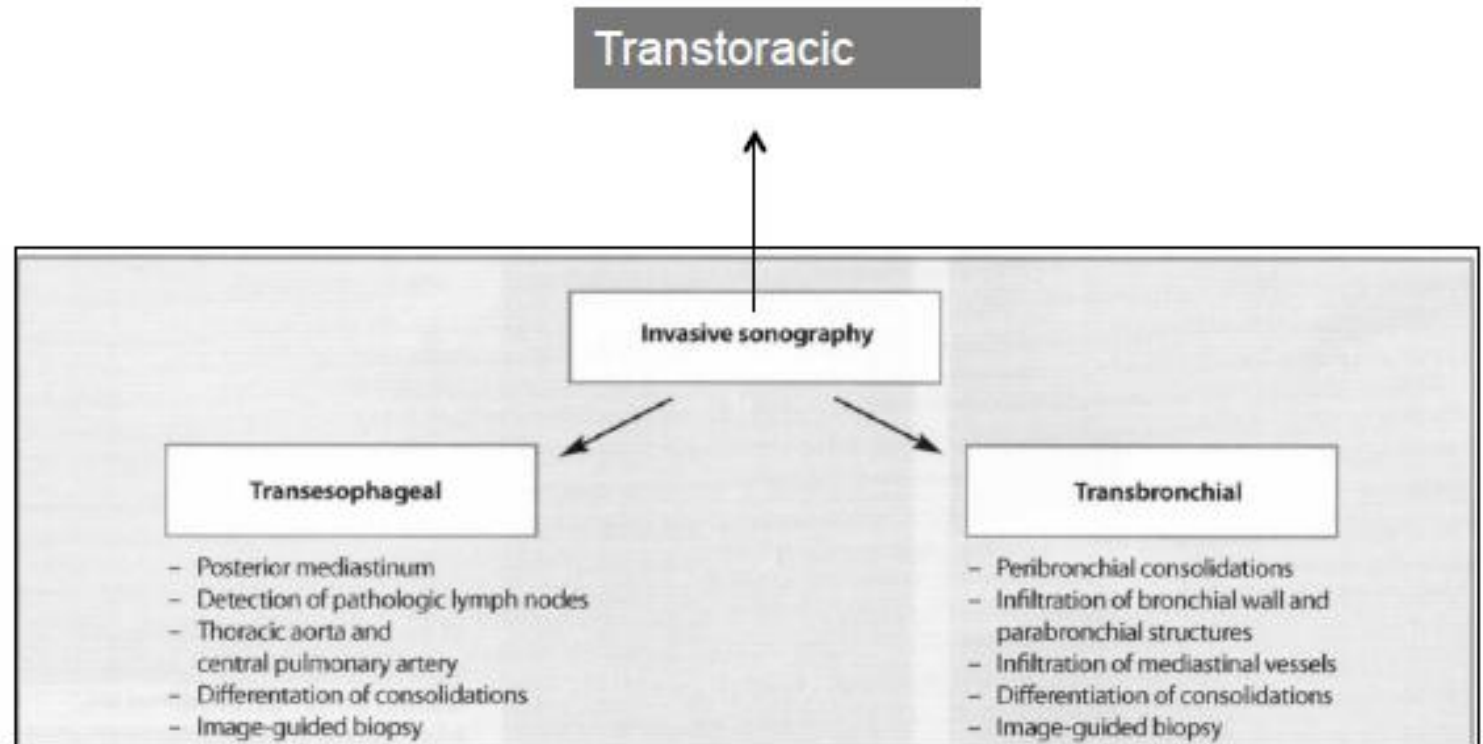 Transtoracic
Invasive sonography
Transesophageal
– Posterior mediastinum
– Detection of pathologic lymph nodes
– Thoracic aorta and
central pulmonary artery
– Differentation of consolidations
– Image-guided biopsy
Transbronchial
– Peribronchial consolidations
– Infiltration of bronchial wall and
parabronchial structures
– Infiltration of mediastinal vessels
– Differentiation of consolidations
– Image-guided biopsy